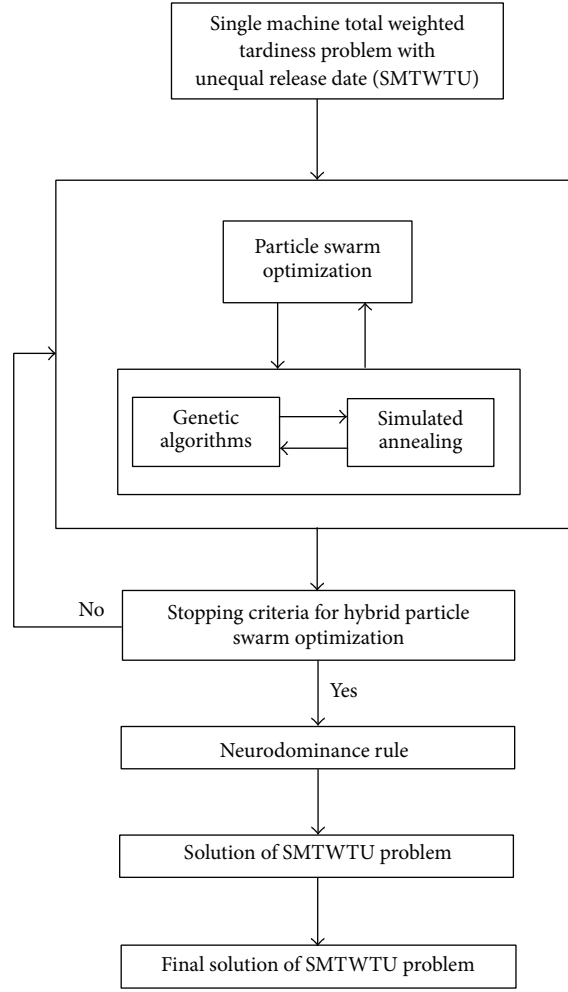 Single machine total weighted
tardiness problem with
unequal release date (SMTWTU)
Particle swarm
optimization
Genetic
algorithms
Simulated
annealing
No
Stopping criteria for hybrid particle
swarm optimization
Yes
Neurodominance rule
Solution of SMTWTU problem
Final solution of SMTWTU problem